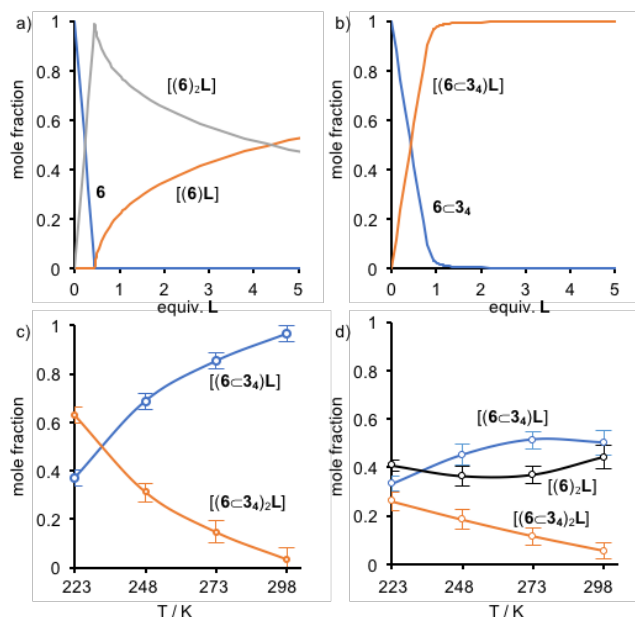 a)
mole fraction
1
0.8
0.6
0.4
0.2
0
[(6)₂L]
6
[(6)L]
0 1 2 3 4 5
equiv. L
b)
mole fraction
1
0.8
0.6
0.4
0.2
0
[(6⊂3₄)L]
6⊂3₄
0 1 2 3 4 5
equiv. L
c)
mole fraction
1
0.8
0.6
0.4
0.2
0
[(6⊂3₄)L]
[(6⊂3₄)₂L]
223 248 273 298
T / K
d)
mole fraction
1
0.8
0.6
0.4
0.2
0
[(6⊂3₄)L]
[(6)₂L]
[(6⊂3₄)₂L]
223 248 273 298
T / K